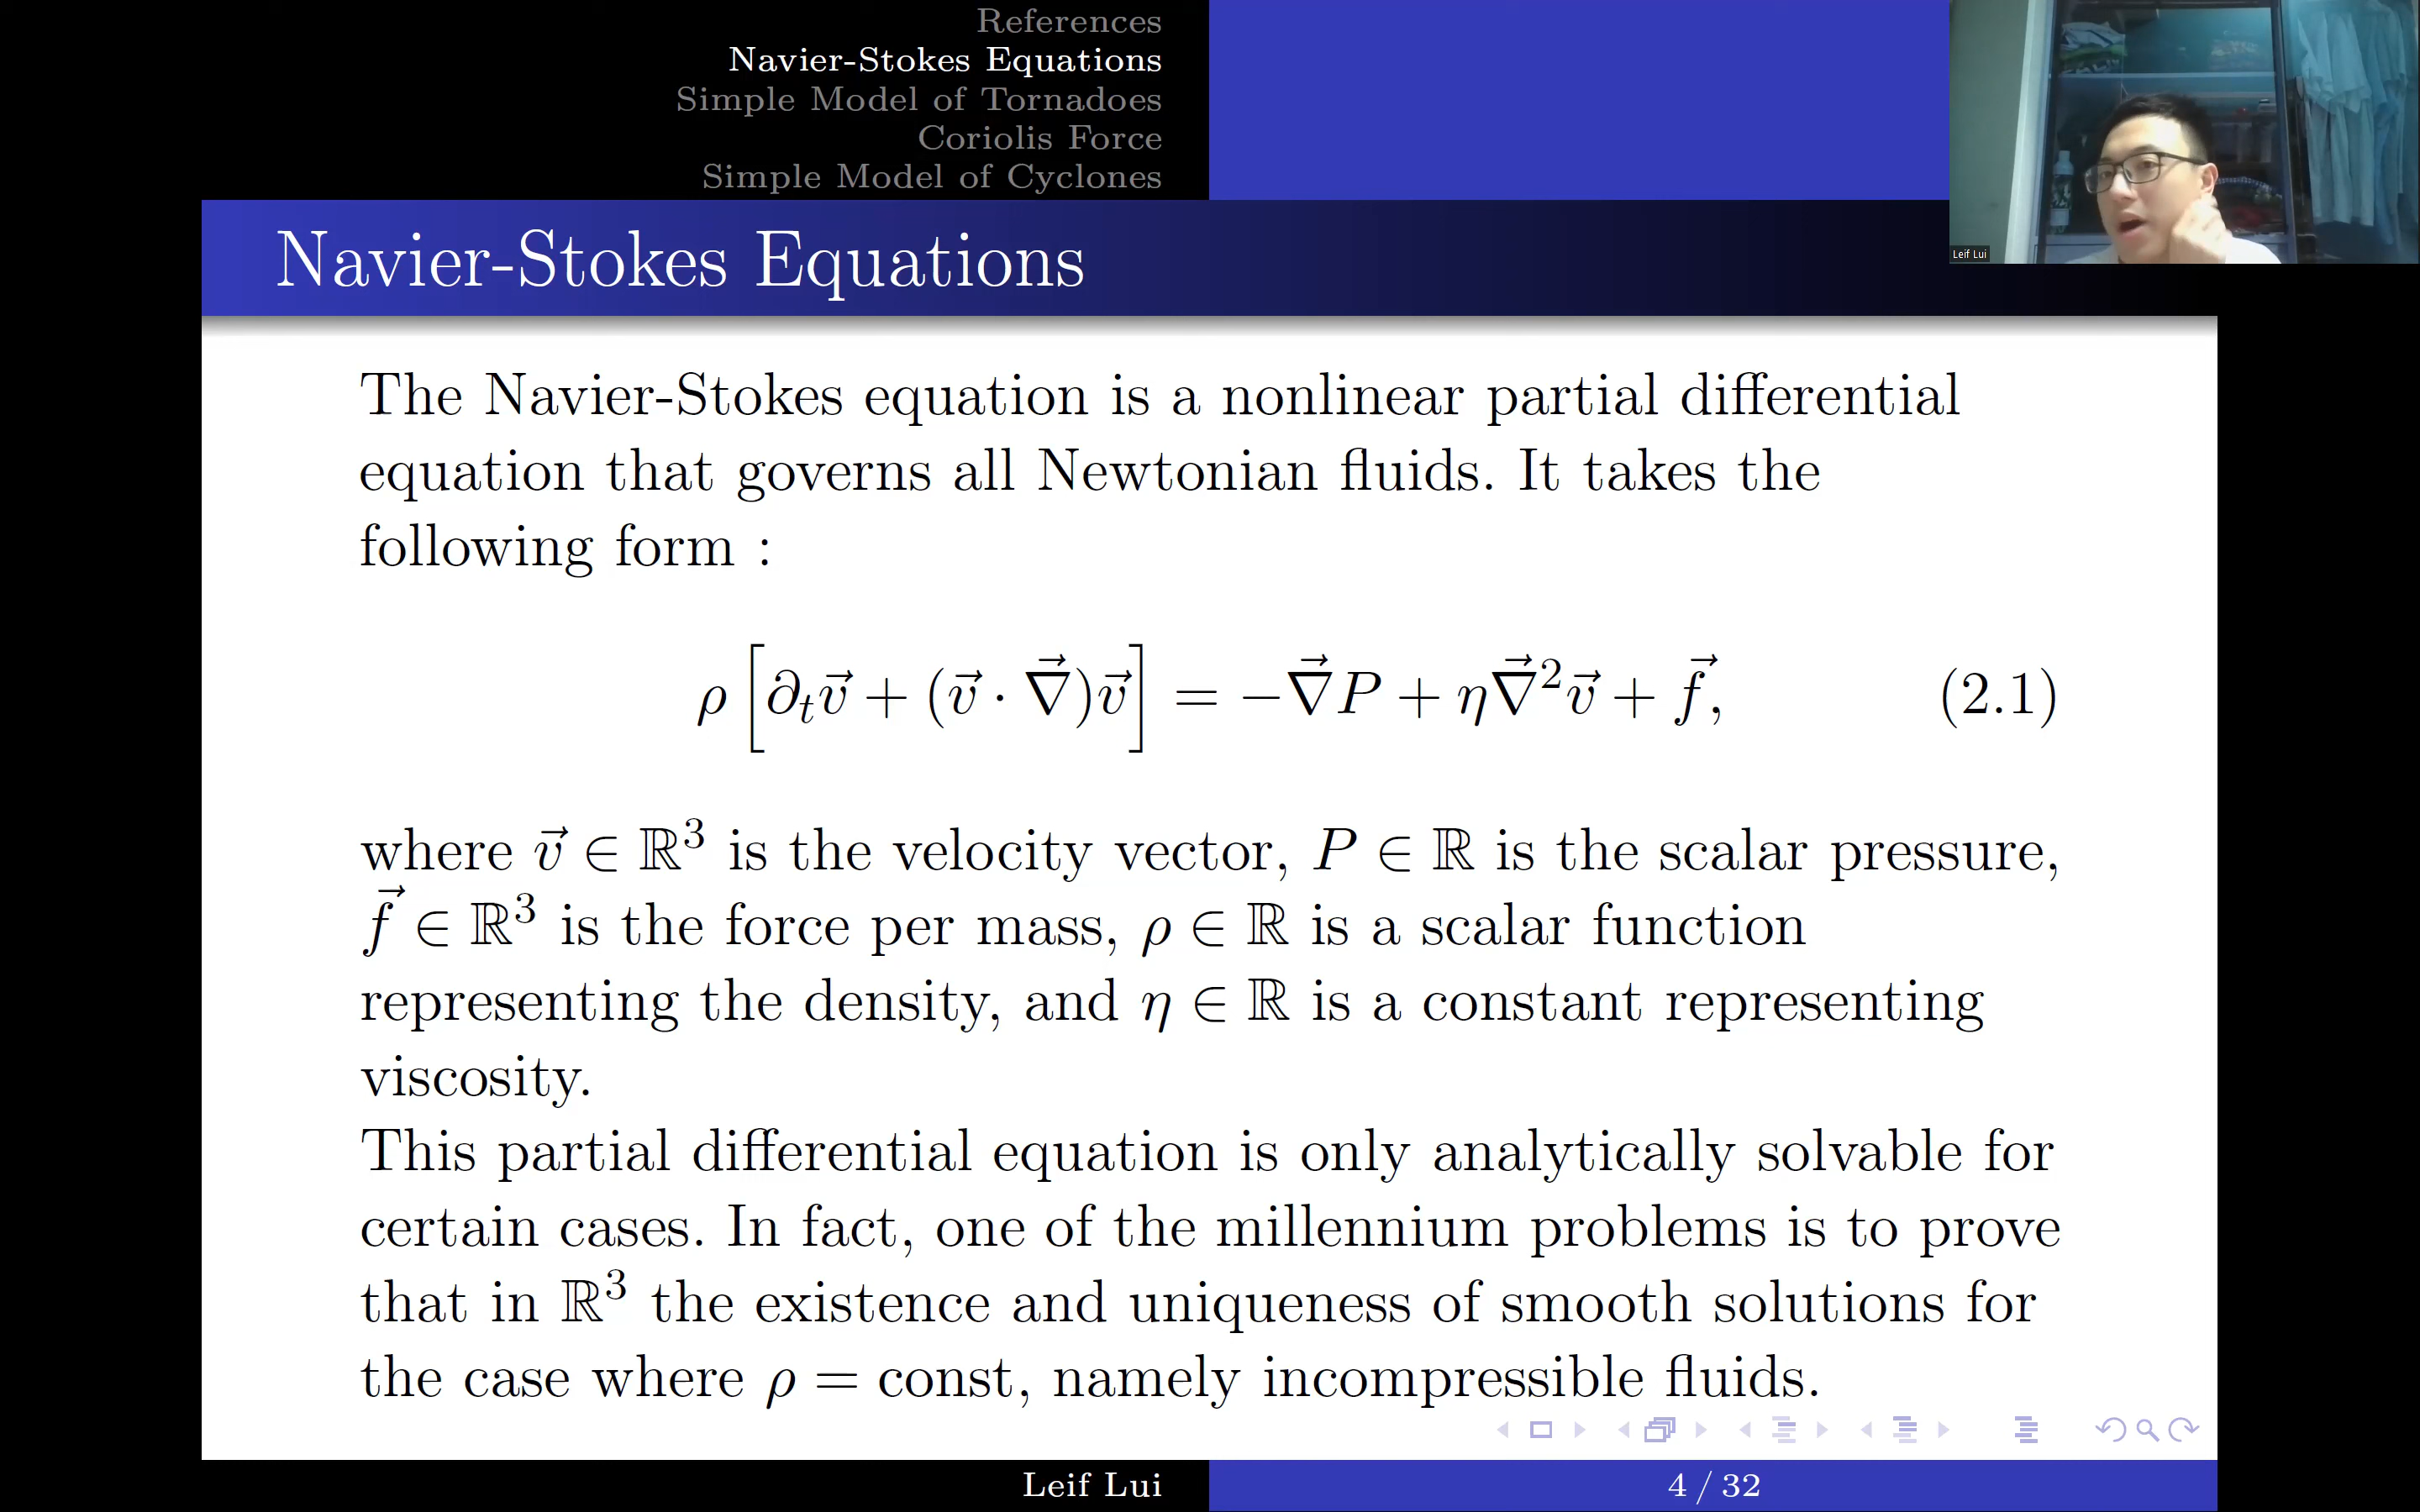 References
Navier-Stokes Equations
Simple Model of Tornadoes
Coriolis Force
Simple Model of Cyclones
Leif Lui
Navier-Stokes Equations
The Navier-Stokes equation is a nonlinear partial differential
equation that governs all Newtonian fluids. It takes the
following form :
ρ [∂ₜv⃗ + (v⃗ · ∇⃗)v⃗] = −∇⃗P + η∇⃗²v⃗ + f⃗, (2.1)
where v⃗ ∈ ℝ³ is the velocity vector, P ∈ ℝ is the scalar pressure,
f⃗ ∈ ℝ³ is the force per mass, ρ ∈ ℝ is a scalar function
representing the density, and η ∈ ℝ is a constant representing
viscosity.
This partial differential equation is only analytically solvable for
certain cases. In fact, one of the millennium problems is to prove
that in ℝ³ the existence and uniqueness of smooth solutions for
the case where ρ = const, namely incompressible fluids.
Leif Lui
4 / 32